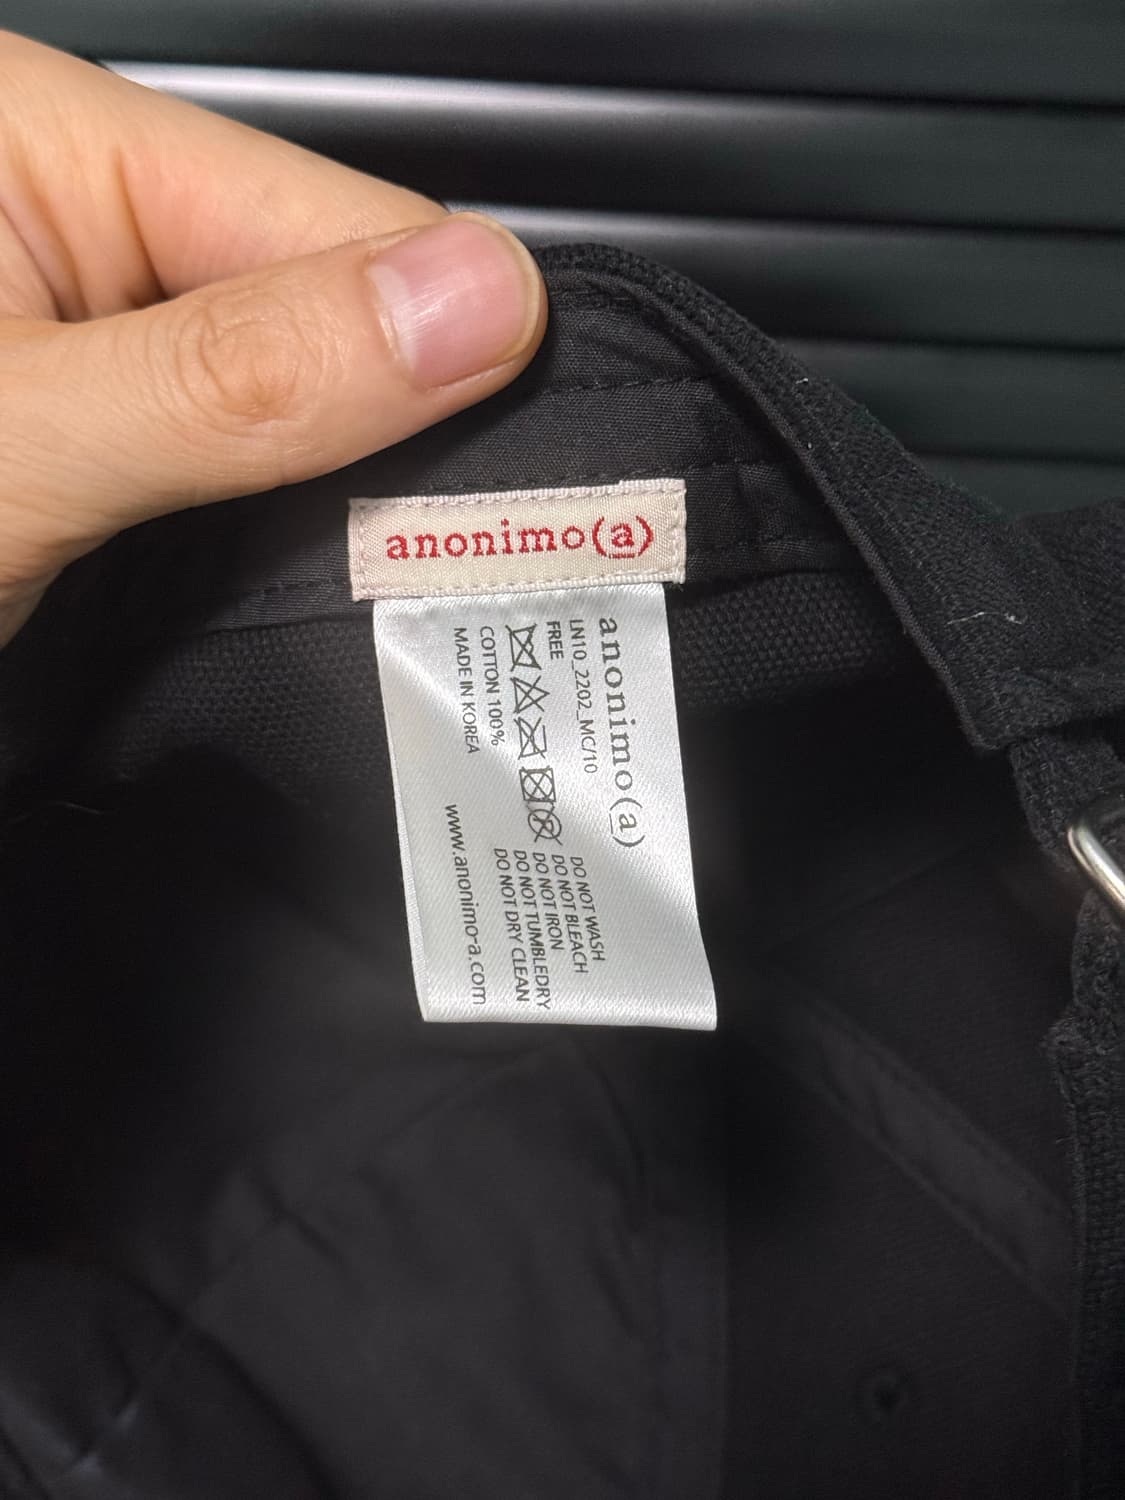 anonimo(a)
anonimo(a)
LN10_2202_MC/10
FREE
COTTON 100%
MADE IN KOREA
DO NOT WASH
DO NOT BLEACH
DO NOT IRON
DO NOT TUMBLEDRY
DO NOT DRY CLEAN
www.anonimo-a.com